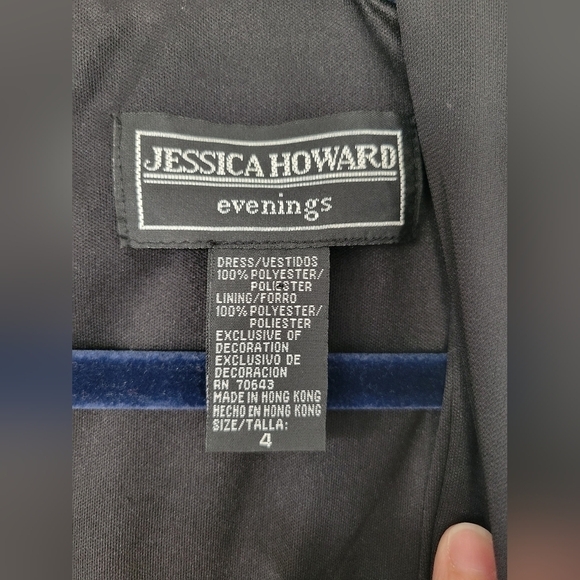 JESSICA HOWARD
evenings
DRESS/VESTIDOS
100% POLYESTER/
POLIESTER
LINING/FORRO
100% POLYESTER/
POLIESTER
EXCLUSIVE OF
DECORATION
EXCLUSIVO DE
DECORACION
RN 70643
MADE IN HONG KONG
HECHO EN HONG KONG
SIZE/TALLA:
4